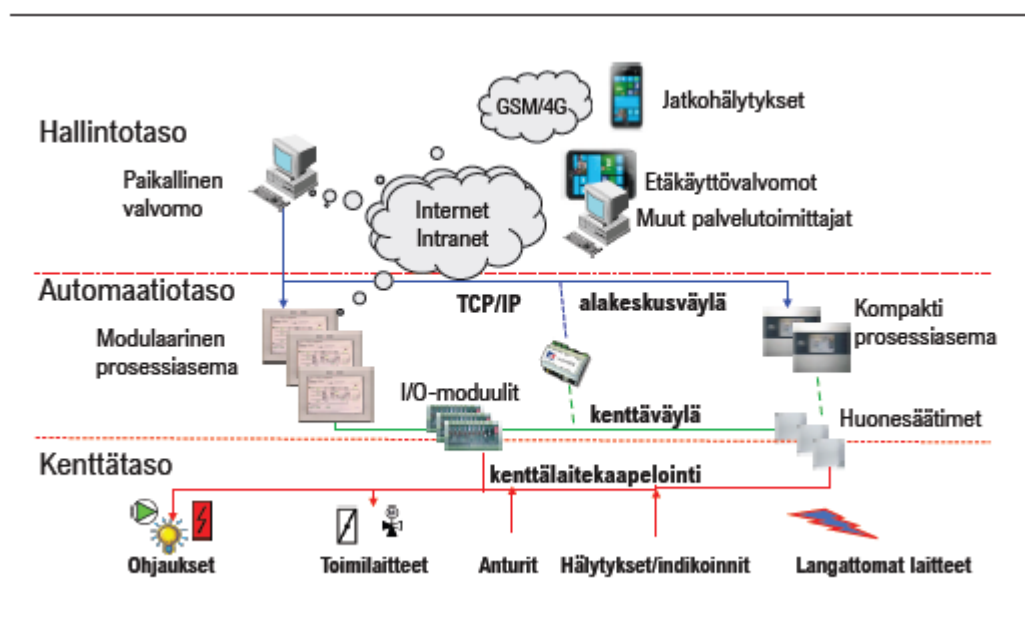 GSM/4G
Jatkohälytykset
Hallintotaso
Paikallinen
valvomo
Internet
Intranet
Etäkäyttövalvomot
Muut palvelutoimittajat
Automaatiotaso
TCP/IP
alakeskusväylä
Kompakti
prosessiasema
Modulaarinen
prosessiasema
I/O-moduulit
kenttäväylä
Huonesäätimet
Kenttätaso
kenttälaitekaapelointi
Ohjaukset
Toimilaitteet
Anturit
Hälytykset/indikoinnit
Langattomat laitteet